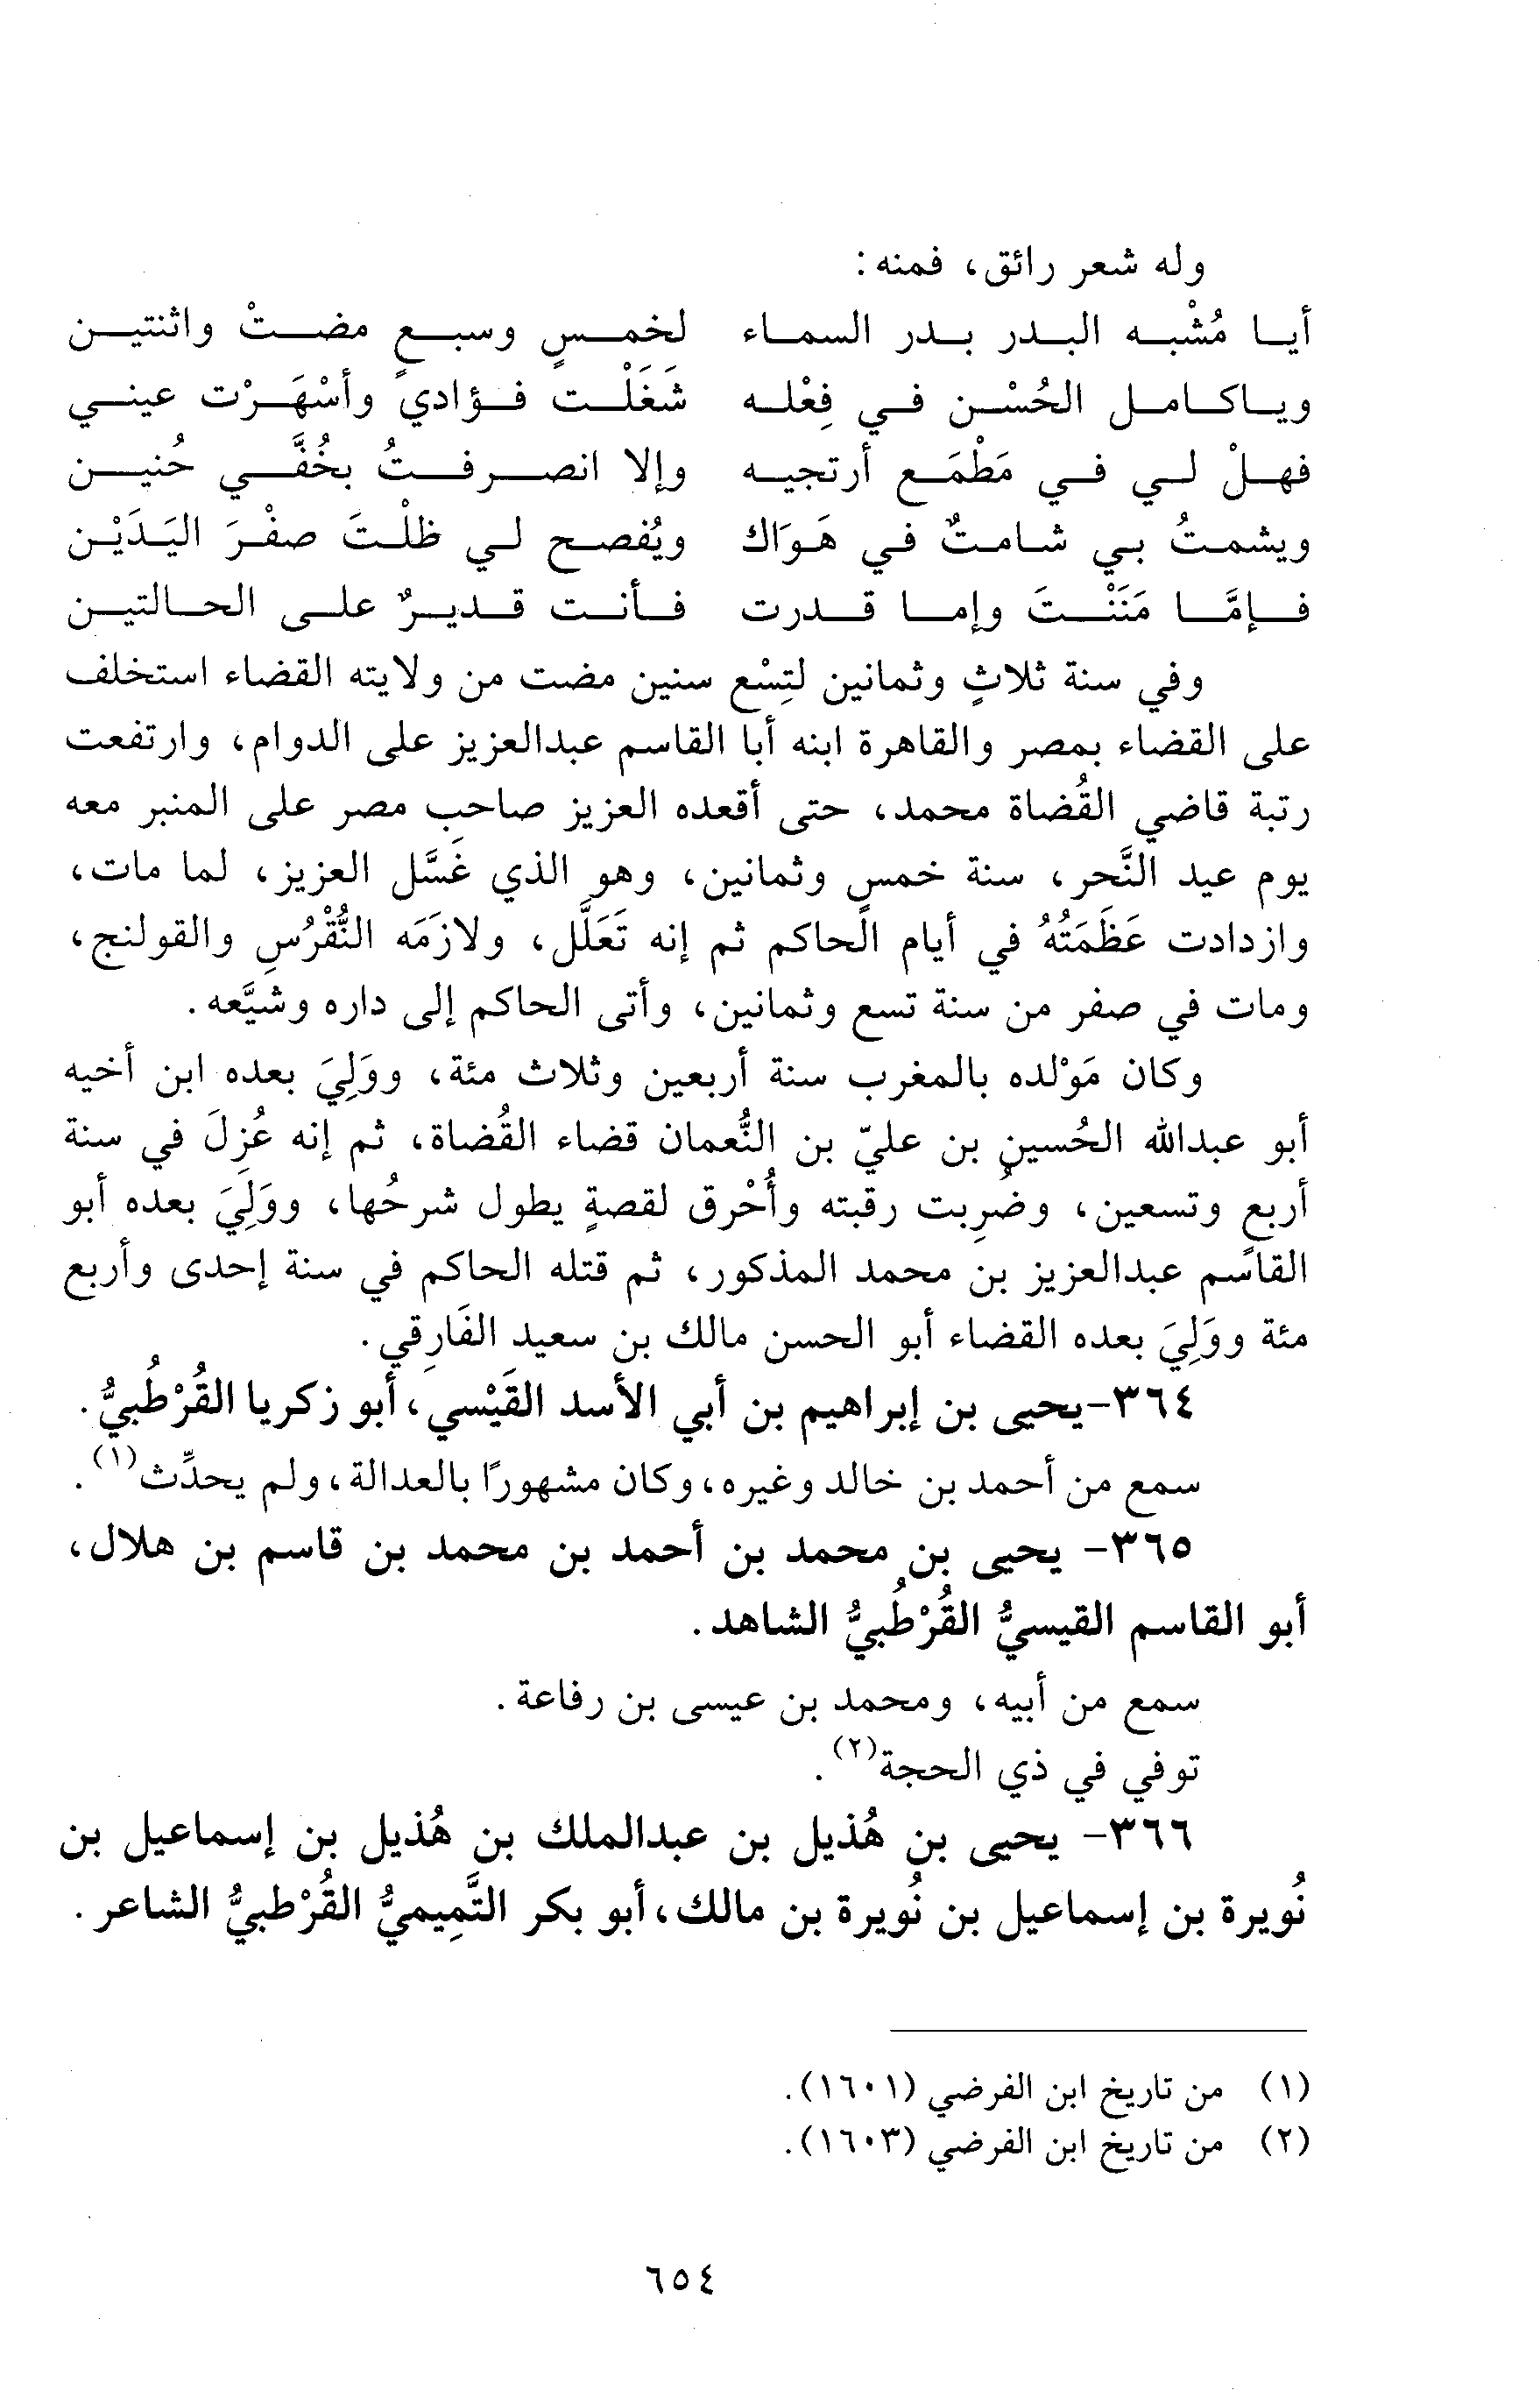 وله شعر رائق، فمنه:
أيا مُشْبه البدر بدر السماء لخمسٍ وسبعٍ مضتْ واثنتين
وياكامل الحُسْن في فِعْله شَغَلْت فؤادي وأسْهَرْت عيني
فهلْ لي في مَطْمَع أرتجيه وإلا انصرفتُ بخُفَّي حُنين
ويشمتُ بي شامتٌ في هَوَاك ويُفصح لي ظلْتَ صفْرَ اليَدَيْن
فإمَّا مَنَنْتَ وإما قدرت فأنت قديرٌ على الحالتين
وفي سنة ثلاثٍ وثمانين لتِسْع سنين مضت من ولايته القضاء استخلف
على القضاء بمصر والقاهرة ابنه أبا القاسم عبدالعزيز على الدوام، وارتفعت
رتبة قاضي القُضاة محمد، حتى أقعده العزيز صاحب مصر على المنبر معه
يوم عيد النَّحر، سنة خمسٍ وثمانين، وهو الذي غَسَّل العزيز، لما مات،
وازدادت عَظَمَتُهُ في أيام الحاكم ثم إنه تَعَلَّل، ولازَمَه النُّقْرُسِ والقولنج،
ومات في صفر من سنة تسع وثمانين، وأتى الحاكم إلى داره وشيَّعه.
وكان مَوْلده بالمغرب سنة أربعين وثلاث مئة، ووَلِيَ بعده ابن أخيه
أبو عبدالله الحُسين بن عليّ بن النُّعمان قضاء القُضاة، ثم إنه عُزِلَ في سنة
أربعٍ وتسعين، وضُرِبت رقبته وأُحْرق لقصةٍ يطول شرحُها، ووَلِيَ بعده أبو
القاسم عبدالعزيز بن محمد المذكور، ثم قتله الحاكم في سنة إحدى وأربع
مئة ووَلِيَ بعده القضاء أبو الحسن مالك بن سعيد الفَارِقي.
٣٦٤-يحيى بن إبراهيم بن أبي الأسد القَيْسي، أبو زكريا القُرْطُبيُّ.
سمع من أحمد بن خالد وغيره، وكان مشهورًا بالعدالة، ولم يحدِّث(١).
٣٦٥- يحيى بن محمد بن أحمد بن محمد بن قاسم بن هلال،
أبو القاسم القيسيُّ القُرْطُبيُّ الشاهد.
سمع من أبيه، ومحمد بن عيسى بن رفاعة.
توفي في ذي الحجة(٢).
٣٦٦- يحيى بن هُذيل بن عبدالملك بن هُذيل بن إسماعيل بن
نُويرة بن إسماعيل بن نُويرة بن مالك، أبو بكر التَّمِيميُّ القُرْطبيُّ الشاعر.
(١) من تاريخ ابن الفرضي (١٦٠١).
(٢) من تاريخ ابن الفرضي (١٦٠٣).
٦٥٤